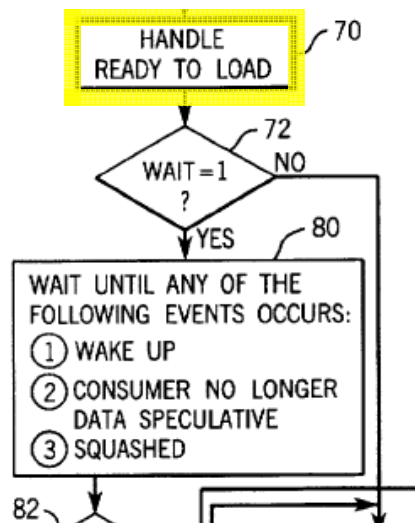 HANDLE
READY TO LOAD
70
72
WAIT=1
?
NO
YES
80
WAIT UNTIL ANY OF THE
FOLLOWING EVENTS OCCURS:
1 WAKE UP
2 CONSUMER NO LONGER
DATA SPECULATIVE
3 SQUASHED
82